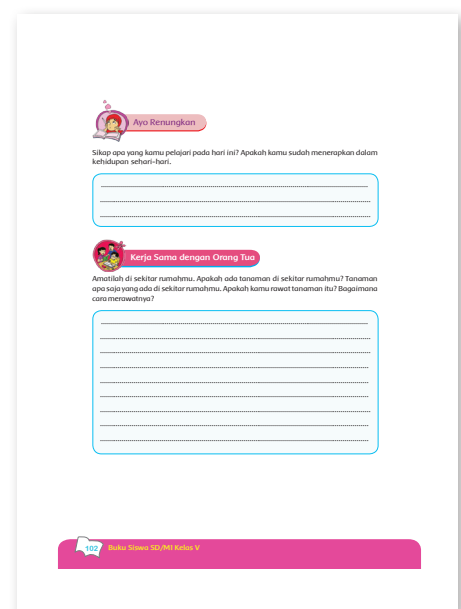 Ayo Renungkan
Sikap apa yang kamu pelajari pada hari ini? Apakah kamu sudah menerapkan dalam
kehidupan sehari-hari.
Kerja Sama dengan Orang Tua
Amatilah di sekitar rumahmu. Apakah ada tanaman di sekitar rumahmu? Tanaman
apa saja yang ada di sekitar rumahmu. Apakah kamu rawat tanaman itu? Bagaimana
cara merawatnya?
102 Buku Siswa SD/MI Kelas V